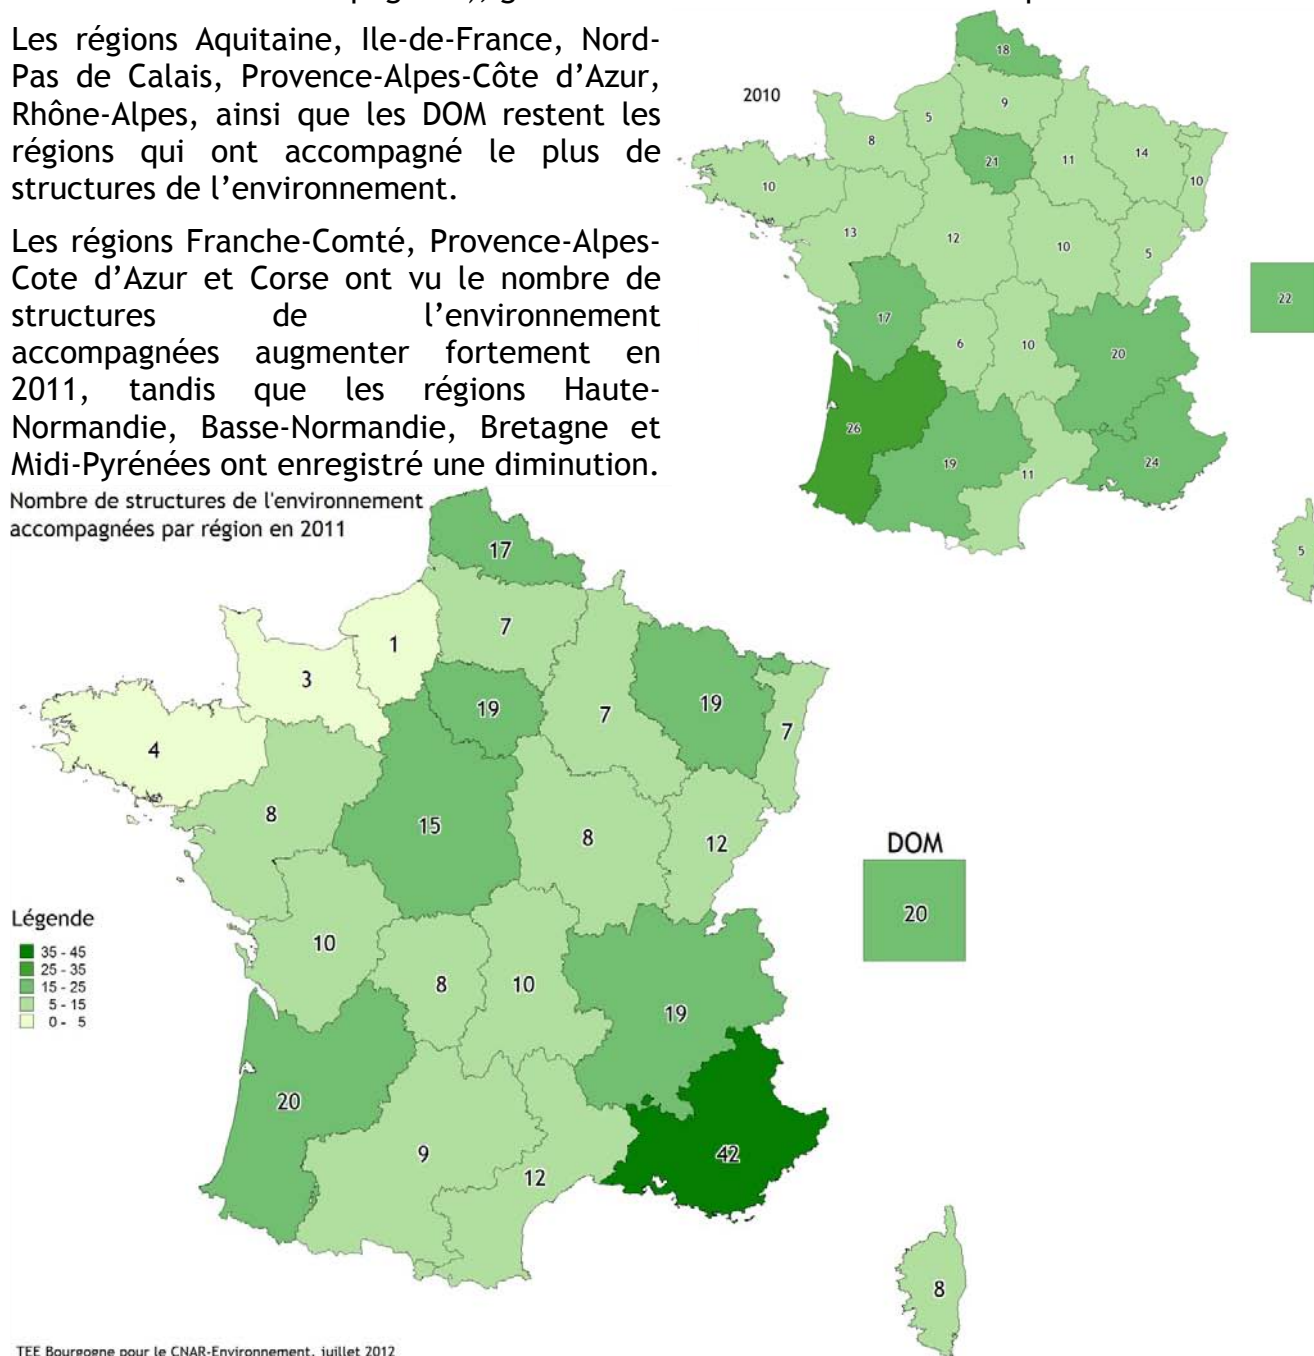 Les régions Aquitaine, Ile-de-France, Nord-
Pas de Calais, Provence-Alpes-Côte d’Azur,
Rhône-Alpes, ainsi que les DOM restent les
régions qui ont accompagné le plus de
structures de l’environnement.
Les régions Franche-Comté, Provence-Alpes-
Cote d’Azur et Corse ont vu le nombre de
structures de l’environnement
accompagnées augmenter fortement en
2011, tandis que les régions Haute-
Normandie, Basse-Normandie, Bretagne et
Midi-Pyrénées ont enregistré une diminution.
2010
18
9
5
8
21
11
14
10
10
13
12
10
5
22
17
6
10
20
26
19
11
24
5
Nombre de structures de l'environnement
accompagnées par région en 2011
17
7
1
3
19
7
19
7
4
8
15
8
12
DOM
20
Légende
35 - 45
25 - 35
15 - 25
5 - 15
0 - 5
10
8
10
19
20
9
12
42
8
TEE Bourgogne pour le CNAR-Environnement, juillet 2012